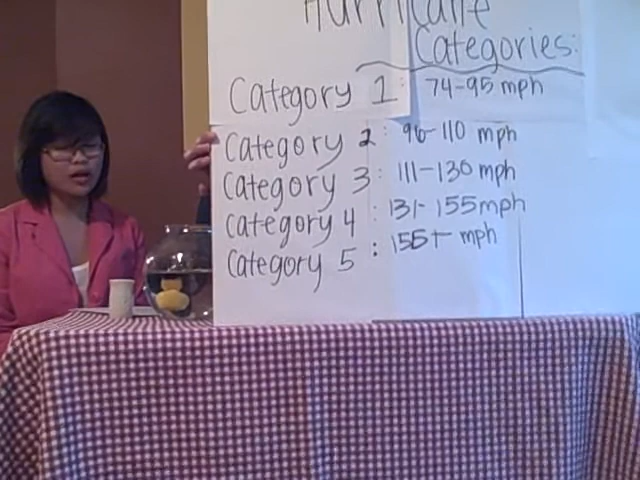 Hurricane
Categories:
Category 1: 74-95 mph
Category 2: 96-110 mph
Category 3: 111-130 mph
Category 4: 131-155 mph
Category 5: 155+ mph